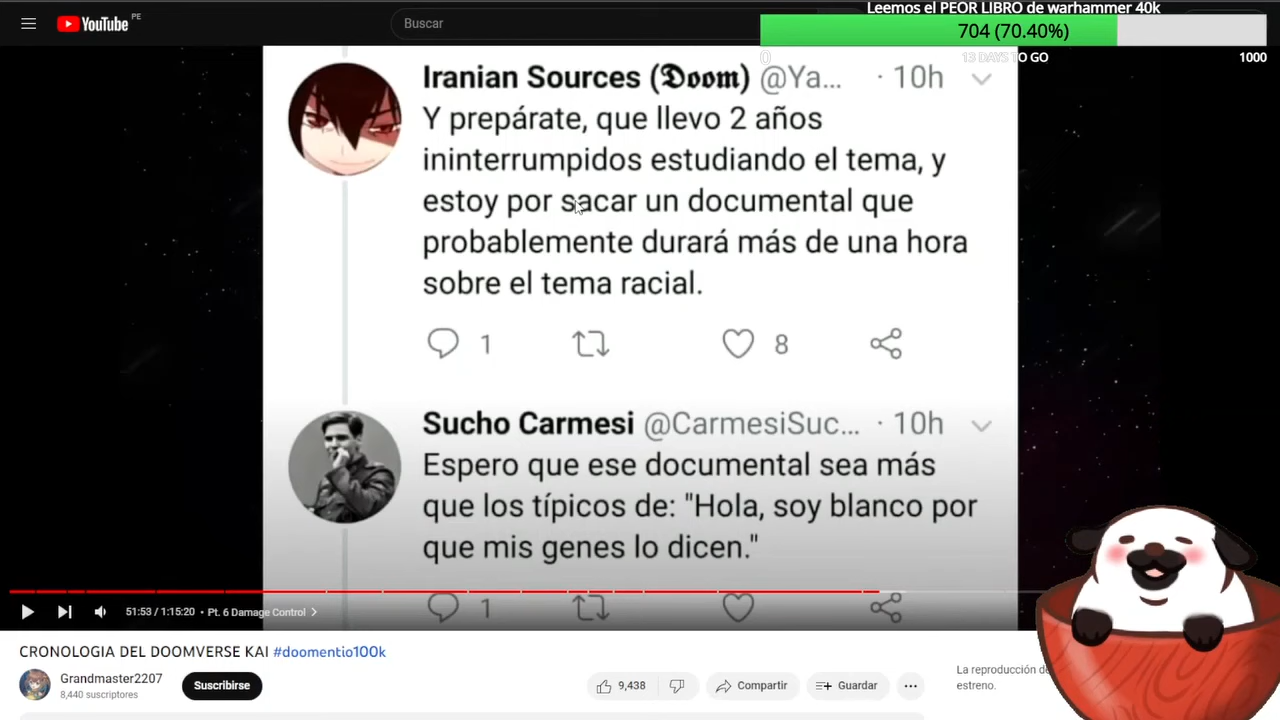 Leemos el PEOR LIBRO de warhammer 40k
YouTube PE
Buscar
704 (70.40%)
0
13 DAYS TO GO
1000
Iranian Sources (𝕯𝖔𝖔𝖒) @Ya... · 10h
Y prepárate, que llevo 2 años
ininterrumpidos estudiando el tema, y
estoy por sacar un documental que
probablemente durará más de una hora
sobre el tema racial.
1
8
Sucho Carmesi @CarmesiSuc... · 10h
Espero que ese documental sea más
que los típicos de: "Hola, soy blanco por
que mis genes lo dicen."
1
51:53 / 1:15:20 • Pt. 6 Damage Control
CRONOLOGIA DEL DOOMVERSE KAI #doomentio100k
Grandmaster2207
8,440 suscriptores
Suscribirse
9,438
Compartir
Guardar
La reproducción de
estreno.